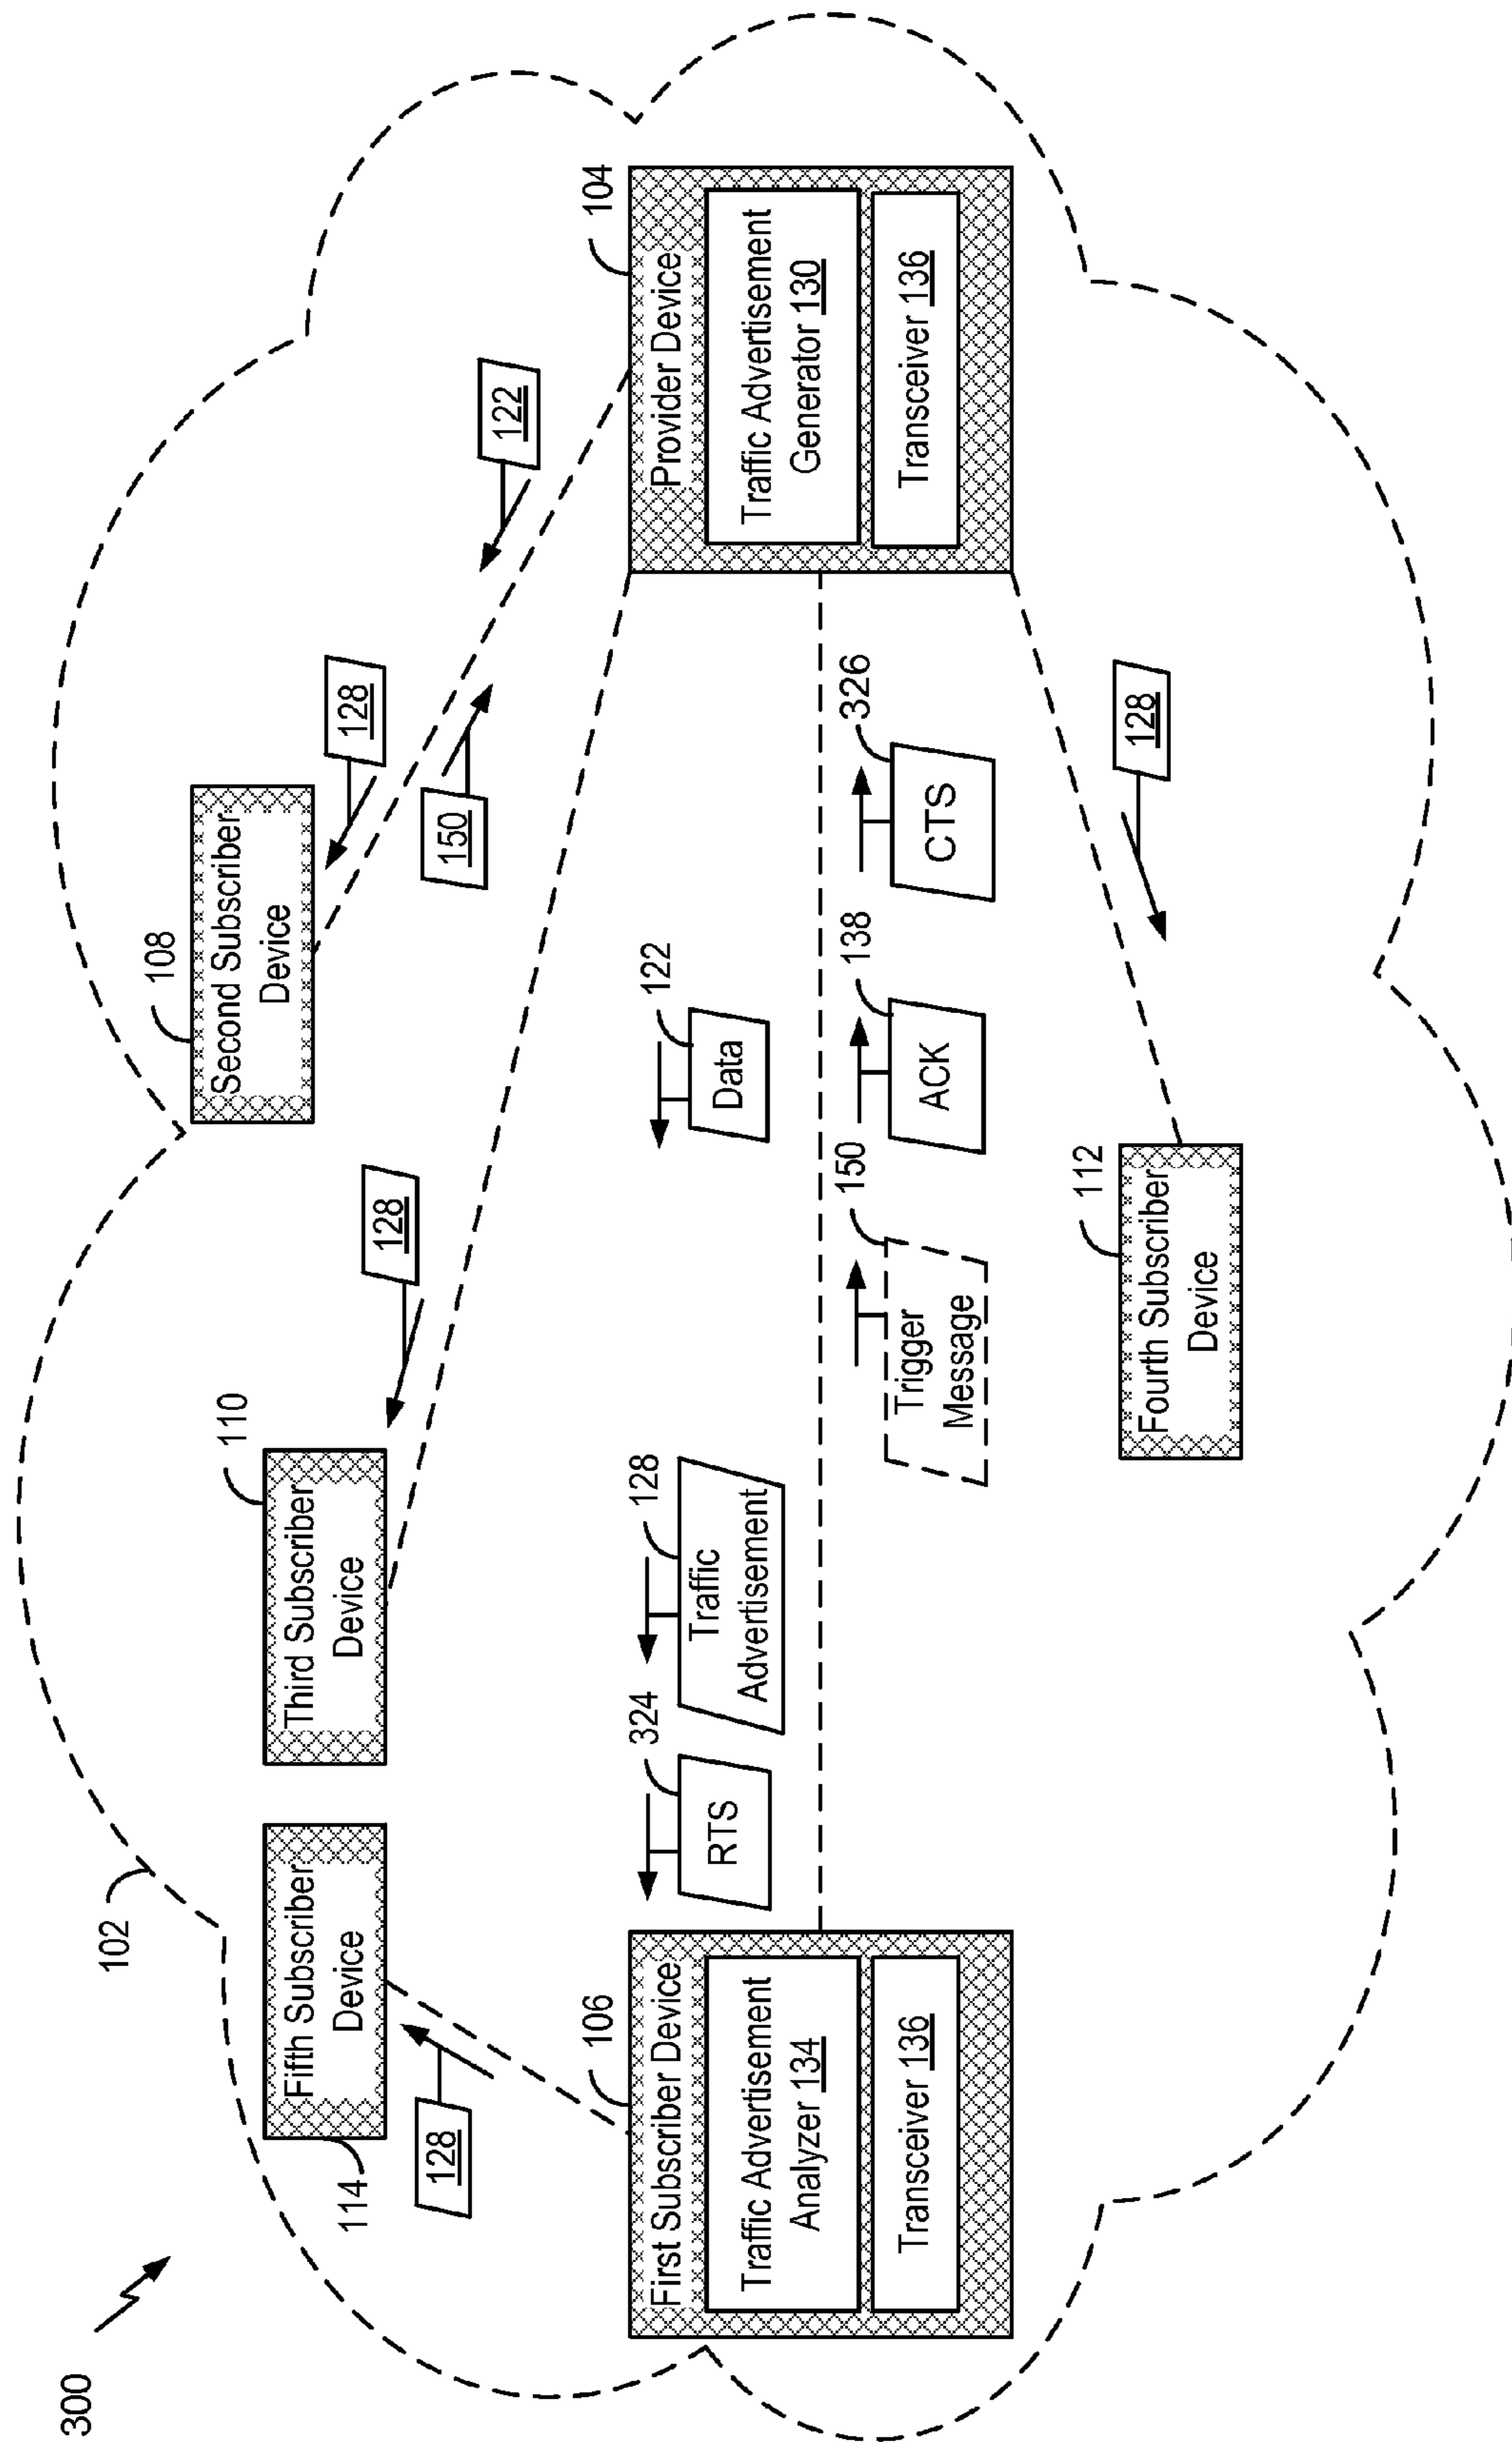 300
102
108
Second Subscriber
Device
110
Third Subscriber
Device
114
Fifth Subscriber
Device
128
128
128
150
122
104
Provider Device
Traffic Advertisement
Generator 130
Transceiver 136
106
First Subscriber Device
Traffic Advertisement
Analyzer 134
Transceiver 136
324
RTS
128
Traffic
Advertisement
122
Data
150
Trigger
Message
138
ACK
326
CTS
112
Fourth Subscriber
Device
128